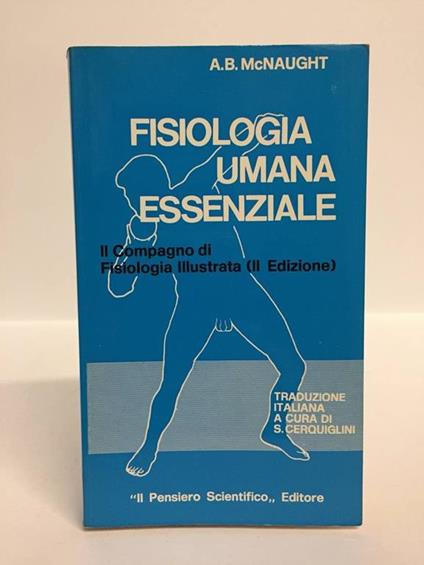 A.B. McNAUGHT
FISIOLOGIA
UMANA
ESSENZIALE
Il Compagno di
Fisiologia Illustrata (II Edizione)
TRADUZIONE
ITALIANA
A CURA DI
S. CERQUIGLINI
“Il Pensiero Scientifico„ Editore